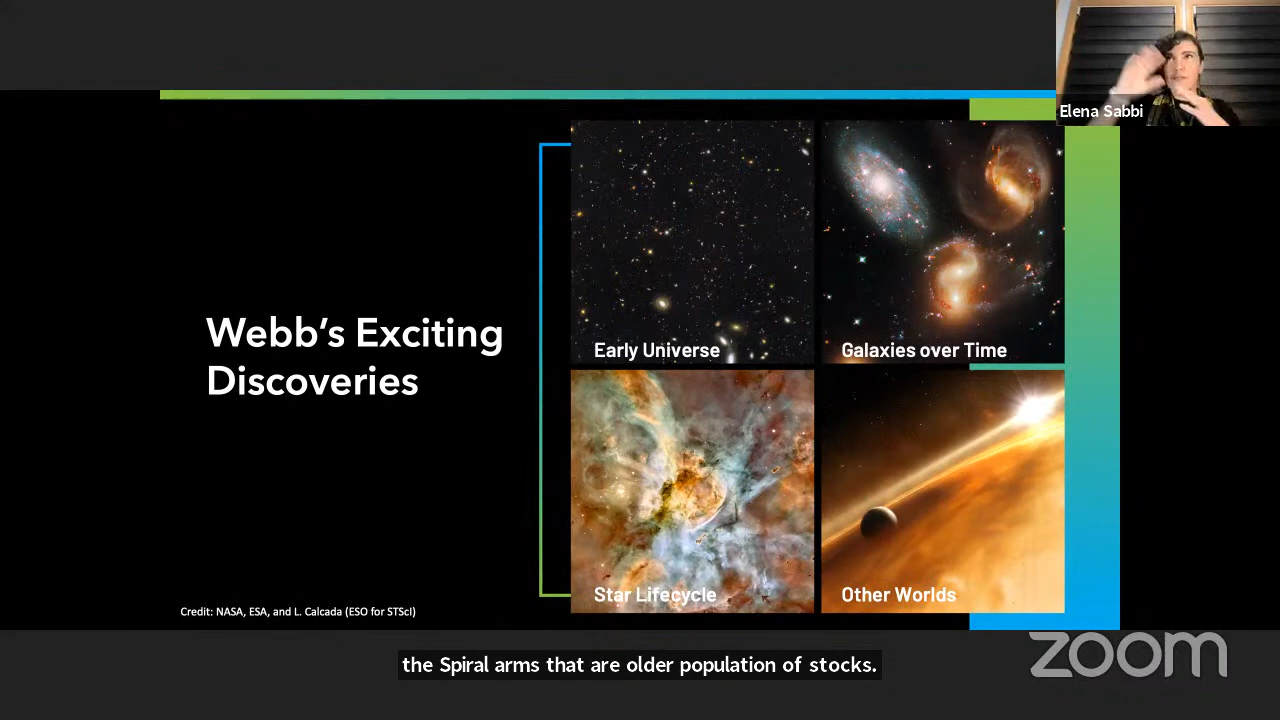 Elena Sabbi
Webb's Exciting
Discoveries
Early Universe
Galaxies over Time
Star Lifecycle
Other Worlds
Credit: NASA, ESA, and L. Calcada (ESO for STScI)
the Spiral arms that are older population of stocks.
zoom